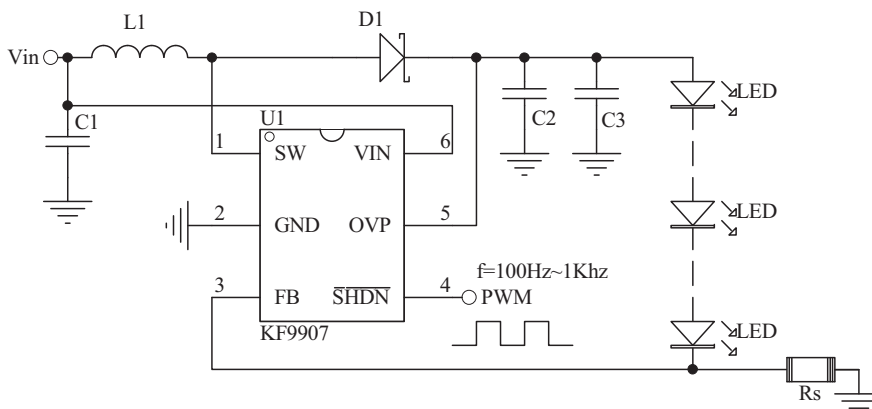 L1
D1
Vin
LED
C1
U1
C2
C3
1
SW
VIN
6
LED
2
GND
OVP
5
f=100Hz~1Khz
3
FB
SHDN
4
PWM
KF9907
LED
Rs